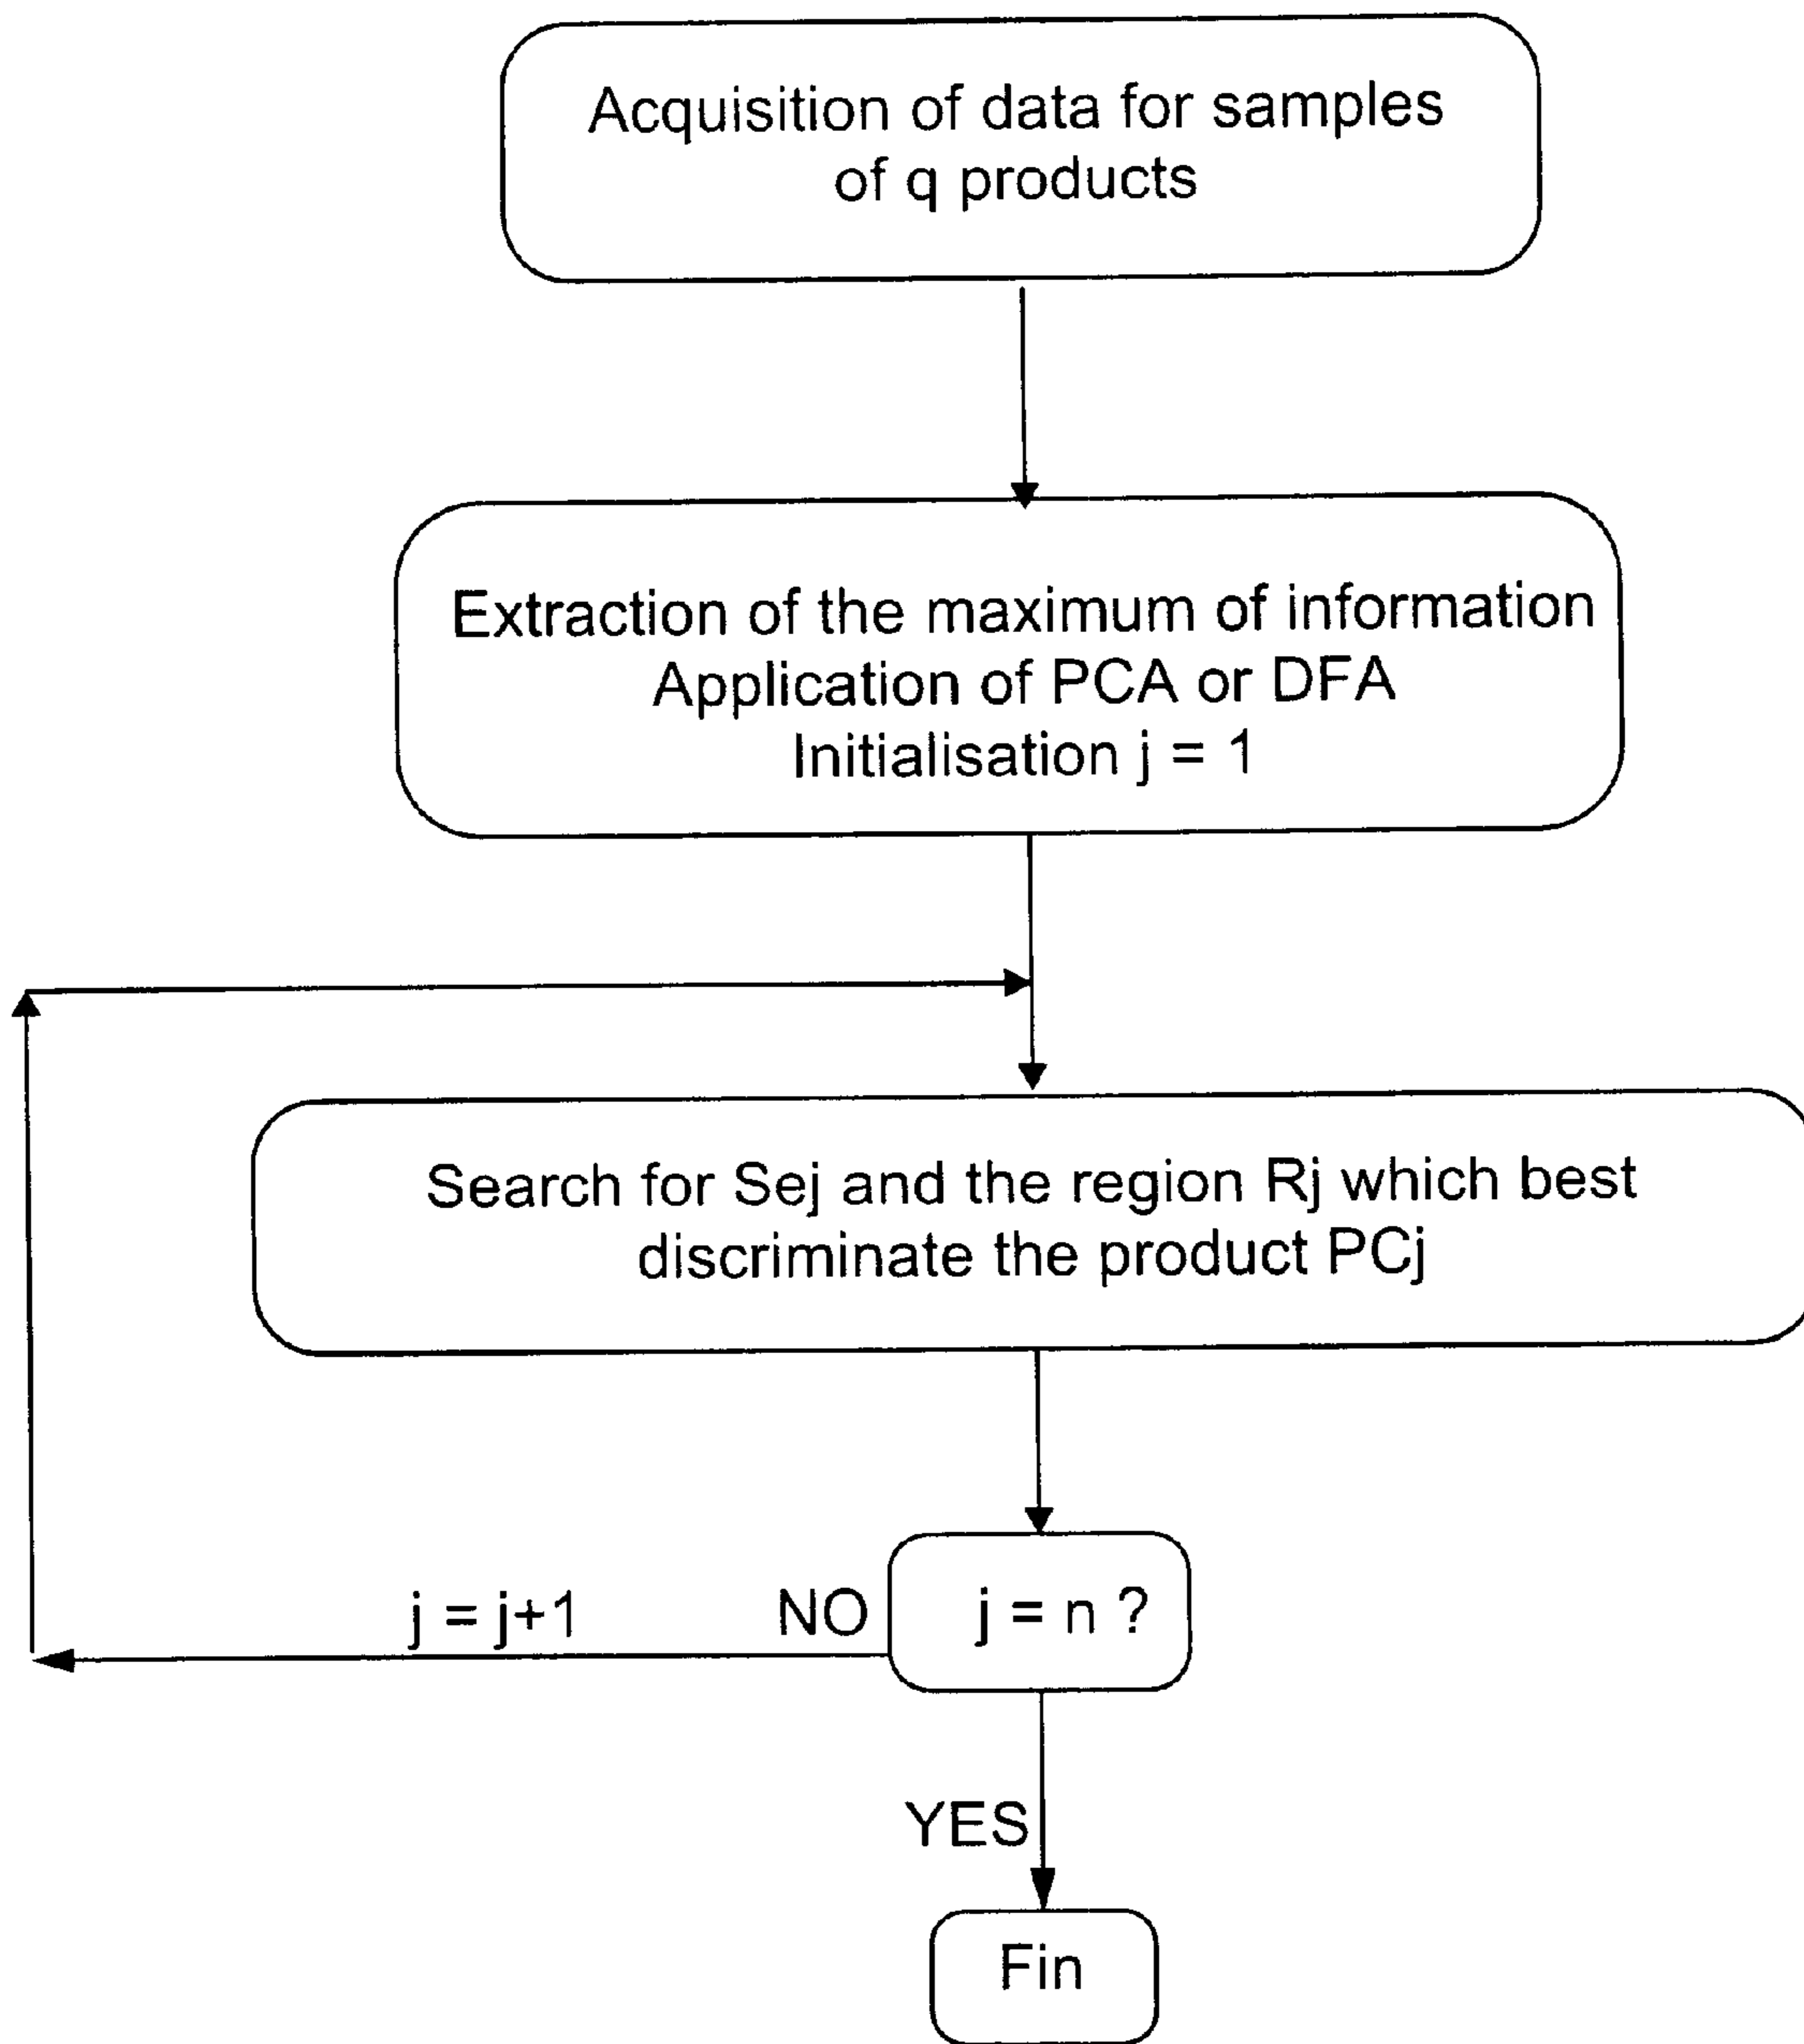 Acquisition of data for samples
of q products
Extraction of the maximum of information
Application of PCA or DFA
Initialisation j = 1
Search for Sej and the region Rj which best
discriminate the product PCj
j = j+1
NO
j = n ?
YES
Fin